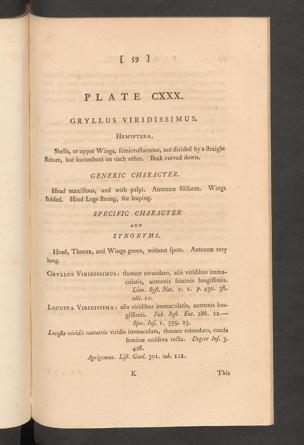 [ 59 ]
PLATE CXXX.
GRYLLUS VIRIDISSIMUS.
HEMIPTERA.
Shells, or upper Wings, semicrustaceous, not divided by a straight
suture, but incumbent on each other. Beak curved down.
GENERIC CHARACTER.
Head maxillous, and with palpi. Antennæ filiform. Wings
folded. Hind Legs strong, for leaping.
SPECIFIC CHARACTER
AND
SYNONYMS.
Head, Thorax, and Wings green, without spots. Antennæ very
long.
GRYLLUS VIRIDISSIMUS: thorace rotundato, alis viridibus imma-
culatis, antennis setaceis longissimis.
Linn. Syst. Nat. v. 1. p. 430. 38.
edit. 10.
LOCUSTA VIRIDISSIMA: alis viridibus immaculatis, antennis lon-
gissimis. Fab. Syst. Ent. 286. 22.—
Spec. Inf. 1. 359. 23.
Locusta viridis cantatrix viridis immaculata, thorace rotundato, cauda
feminæ ensifera recta. Degeer Inf. 3.
428.
Agrigonus. List. Goed. 301. tab. 121.
K This